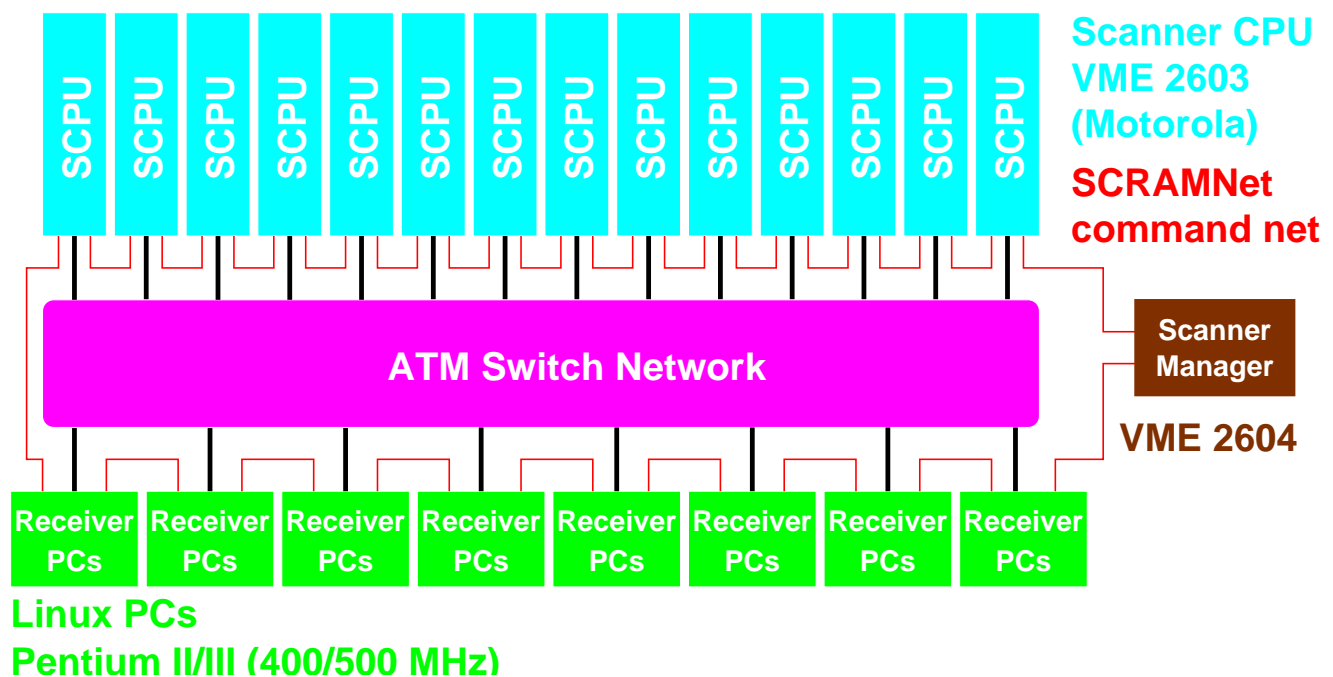 SCPU
SCPU
SCPU
SCPU
SCPU
SCPU
SCPU
SCPU
SCPU
SCPU
SCPU
SCPU
SCPU
SCPU
Scanner CPU
VME 2603
(Motorola)
SCRAMNet
command net
ATM Switch Network
Scanner
Manager
VME 2604
Receiver
PCs
Receiver
PCs
Receiver
PCs
Receiver
PCs
Receiver
PCs
Receiver
PCs
Receiver
PCs
Receiver
PCs
Linux PCs
Pentium II/III (400/500 MHz)